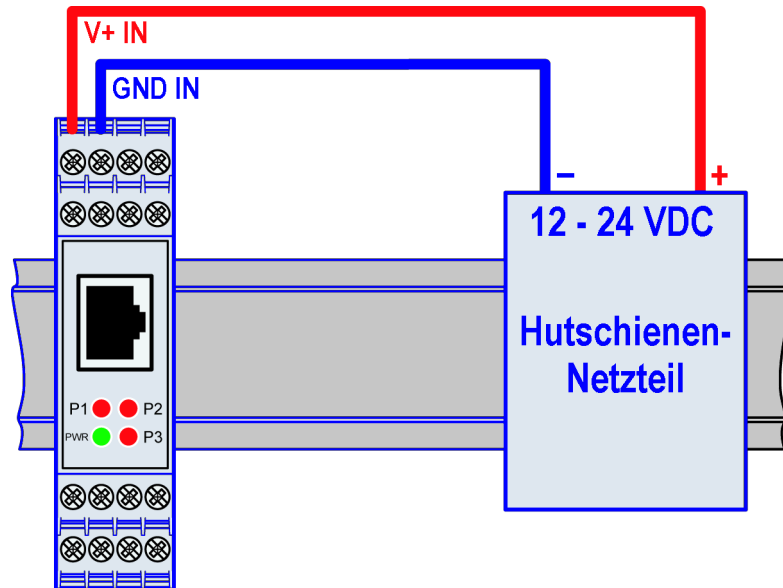 V+ IN
GND IN
– +
12 - 24 VDC
Hutschienen-
Netzteil
P1 P2
PWR P3